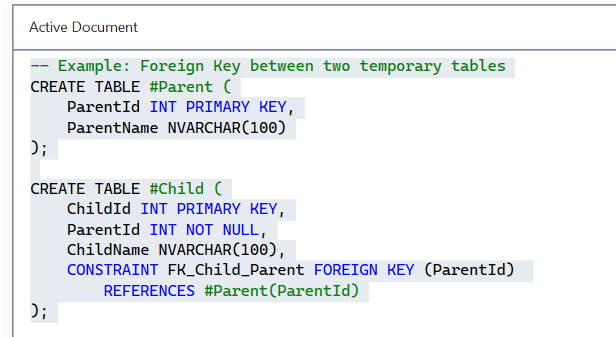 Active Document
-- Example: Foreign Key between two temporary tables
CREATE TABLE #Parent (
    ParentId INT PRIMARY KEY,
    ParentName NVARCHAR(100)
);
CREATE TABLE #Child (
    ChildId INT PRIMARY KEY,
    ParentId INT NOT NULL,
    ChildName NVARCHAR(100),
    CONSTRAINT FK_Child_Parent FOREIGN KEY (ParentId)
        REFERENCES #Parent(ParentId)
);